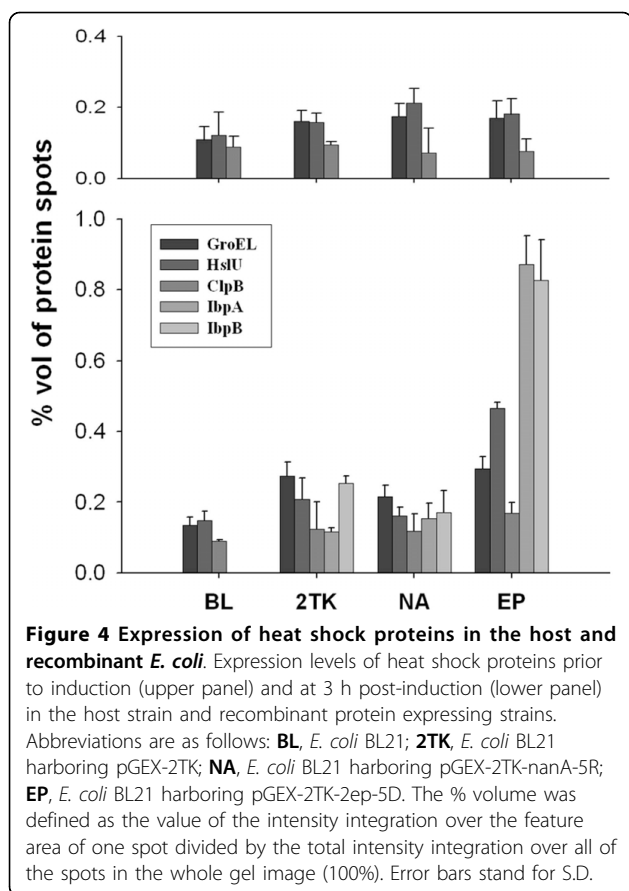 0.4
0.2
0.0
1.0
0.8
0.6
0.4
0.2
0.0
% vol of protein spots
GroEL
HslU
ClpB
IbpA
IbpB
BL 2TK NA EP
Figure 4 Expression of heat shock proteins in the host and
recombinant E. coli. Expression levels of heat shock proteins prior
to induction (upper panel) and at 3 h post-induction (lower panel)
in the host strain and recombinant protein expressing strains.
Abbreviations are as follows: BL, E. coli BL21; 2TK, E. coli BL21
harboring pGEX-2TK; NA, E. coli BL21 harboring pGEX-2TK-nanA-5R;
EP, E. coli BL21 harboring pGEX-2TK-2ep-5D. The % volume was
defined as the value of the intensity integration over the feature
area of one spot divided by the total intensity integration over all of
the spots in the whole gel image (100%). Error bars stand for S.D.